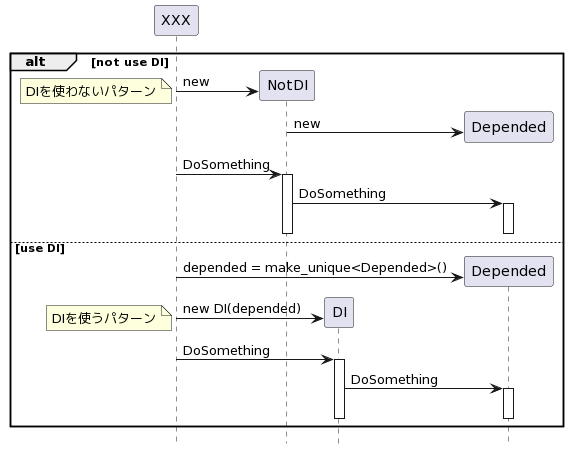 XXX
alt [not use DI]
DIを使わないパターン
new
NotDI
new
Depended
DoSomething
DoSomething
[use DI]
depended = make_unique<Depended>()
Depended
DIを使うパターン
new DI(depended)
DI
DoSomething
DoSomething